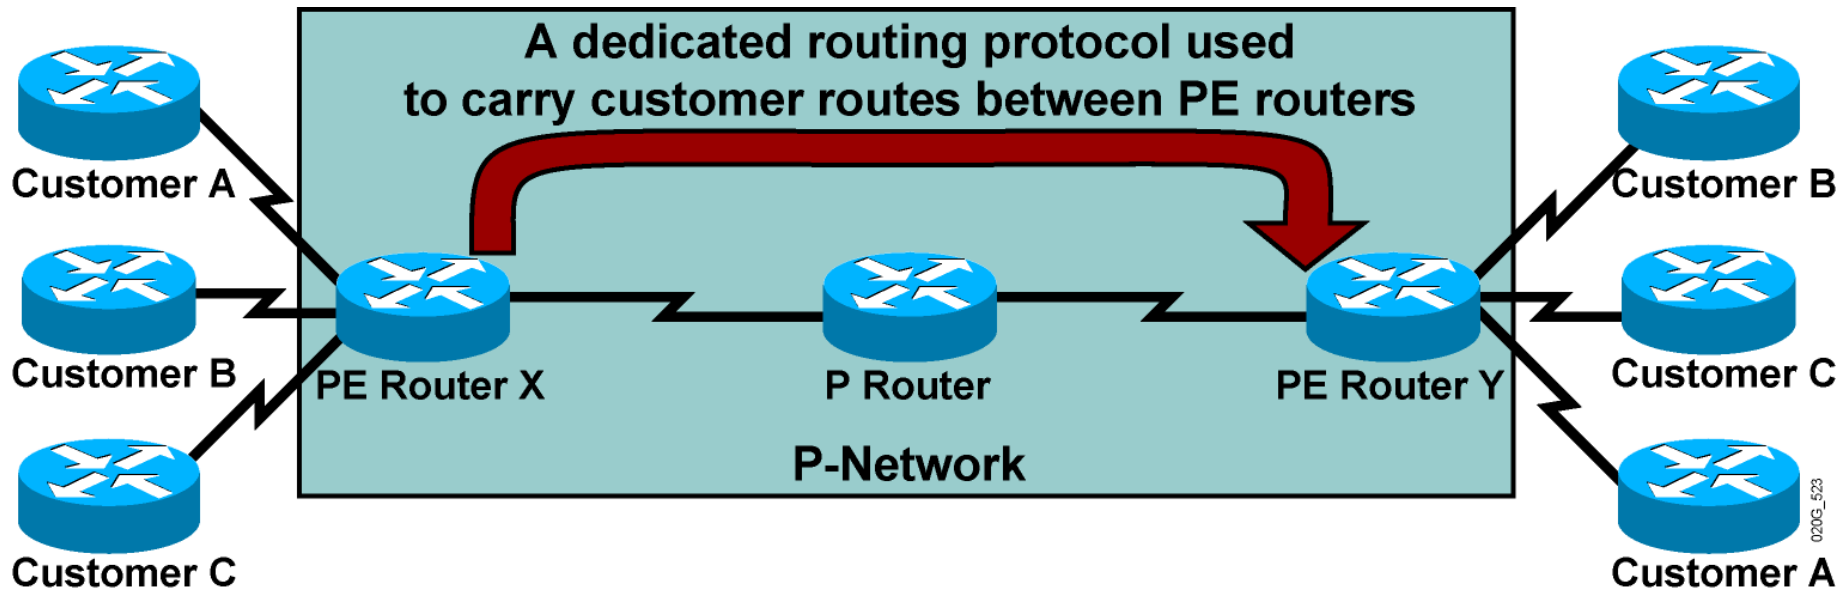 A dedicated routing protocol used
to carry customer routes between PE routers
Customer A
Customer B
Customer B
Customer C
PE Router X
P Router
PE Router Y
P-Network
Customer C
Customer A
020G_523